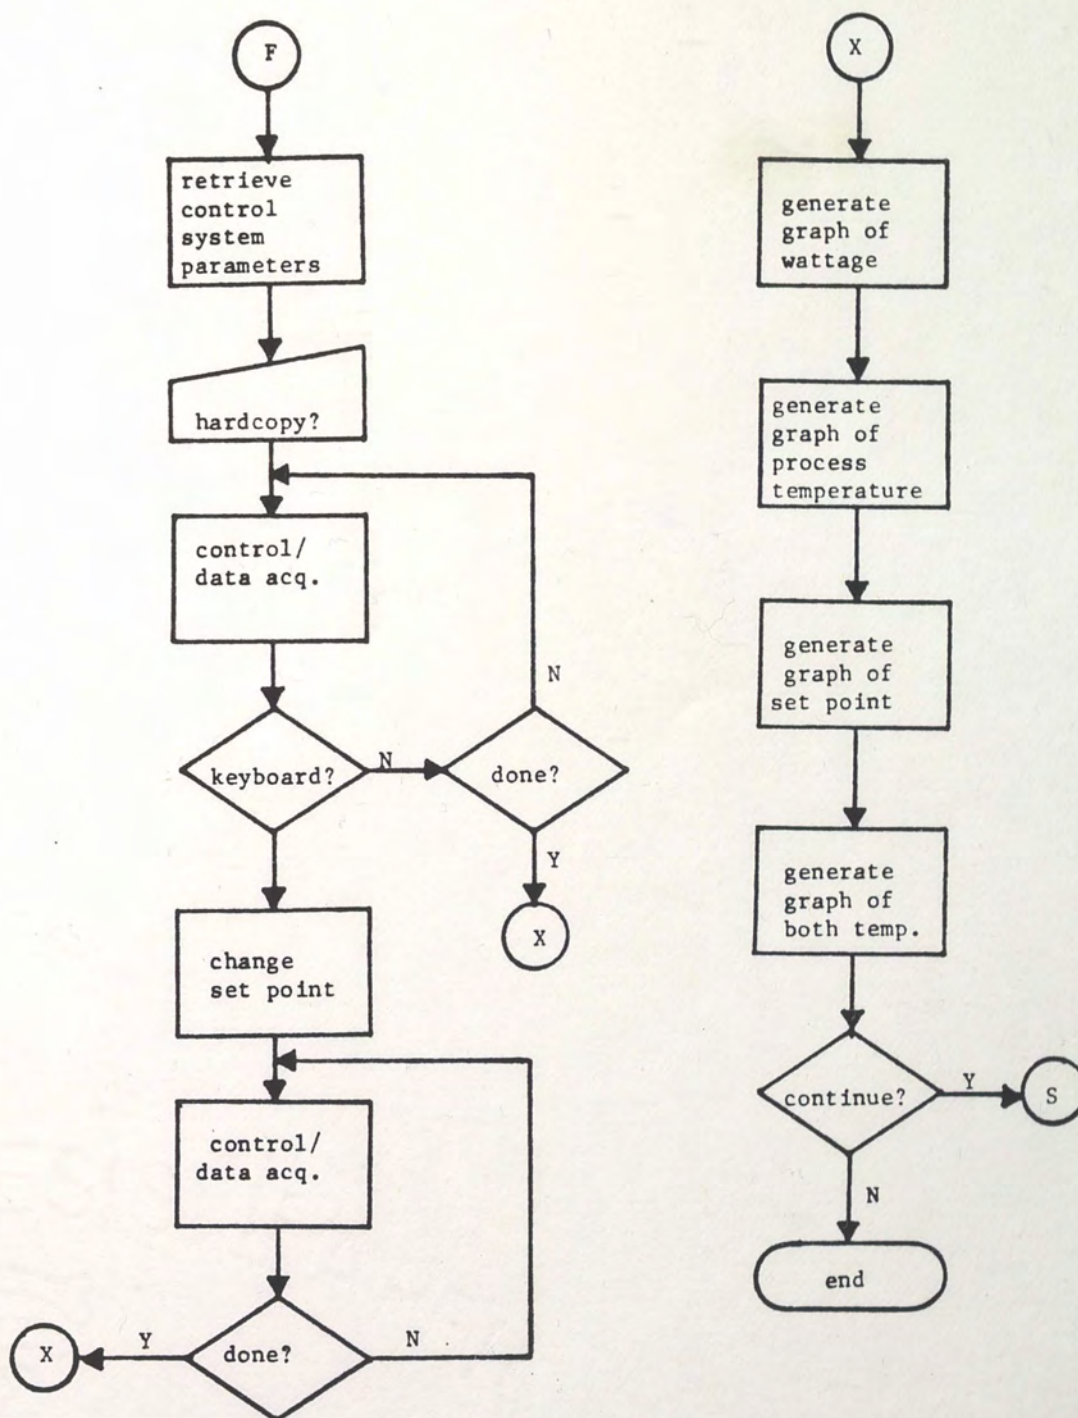 F
retrieve
control
system
parameters
hardcopy?
control/
data acq.
keyboard?
N
done?
N
Y
X
change
set point
control/
data acq.
done?
Y
X
N
X
generate
graph of
wattage
generate
graph of
process
temperature
generate
graph of
set point
generate
graph of
both temp.
continue?
Y
S
N
end